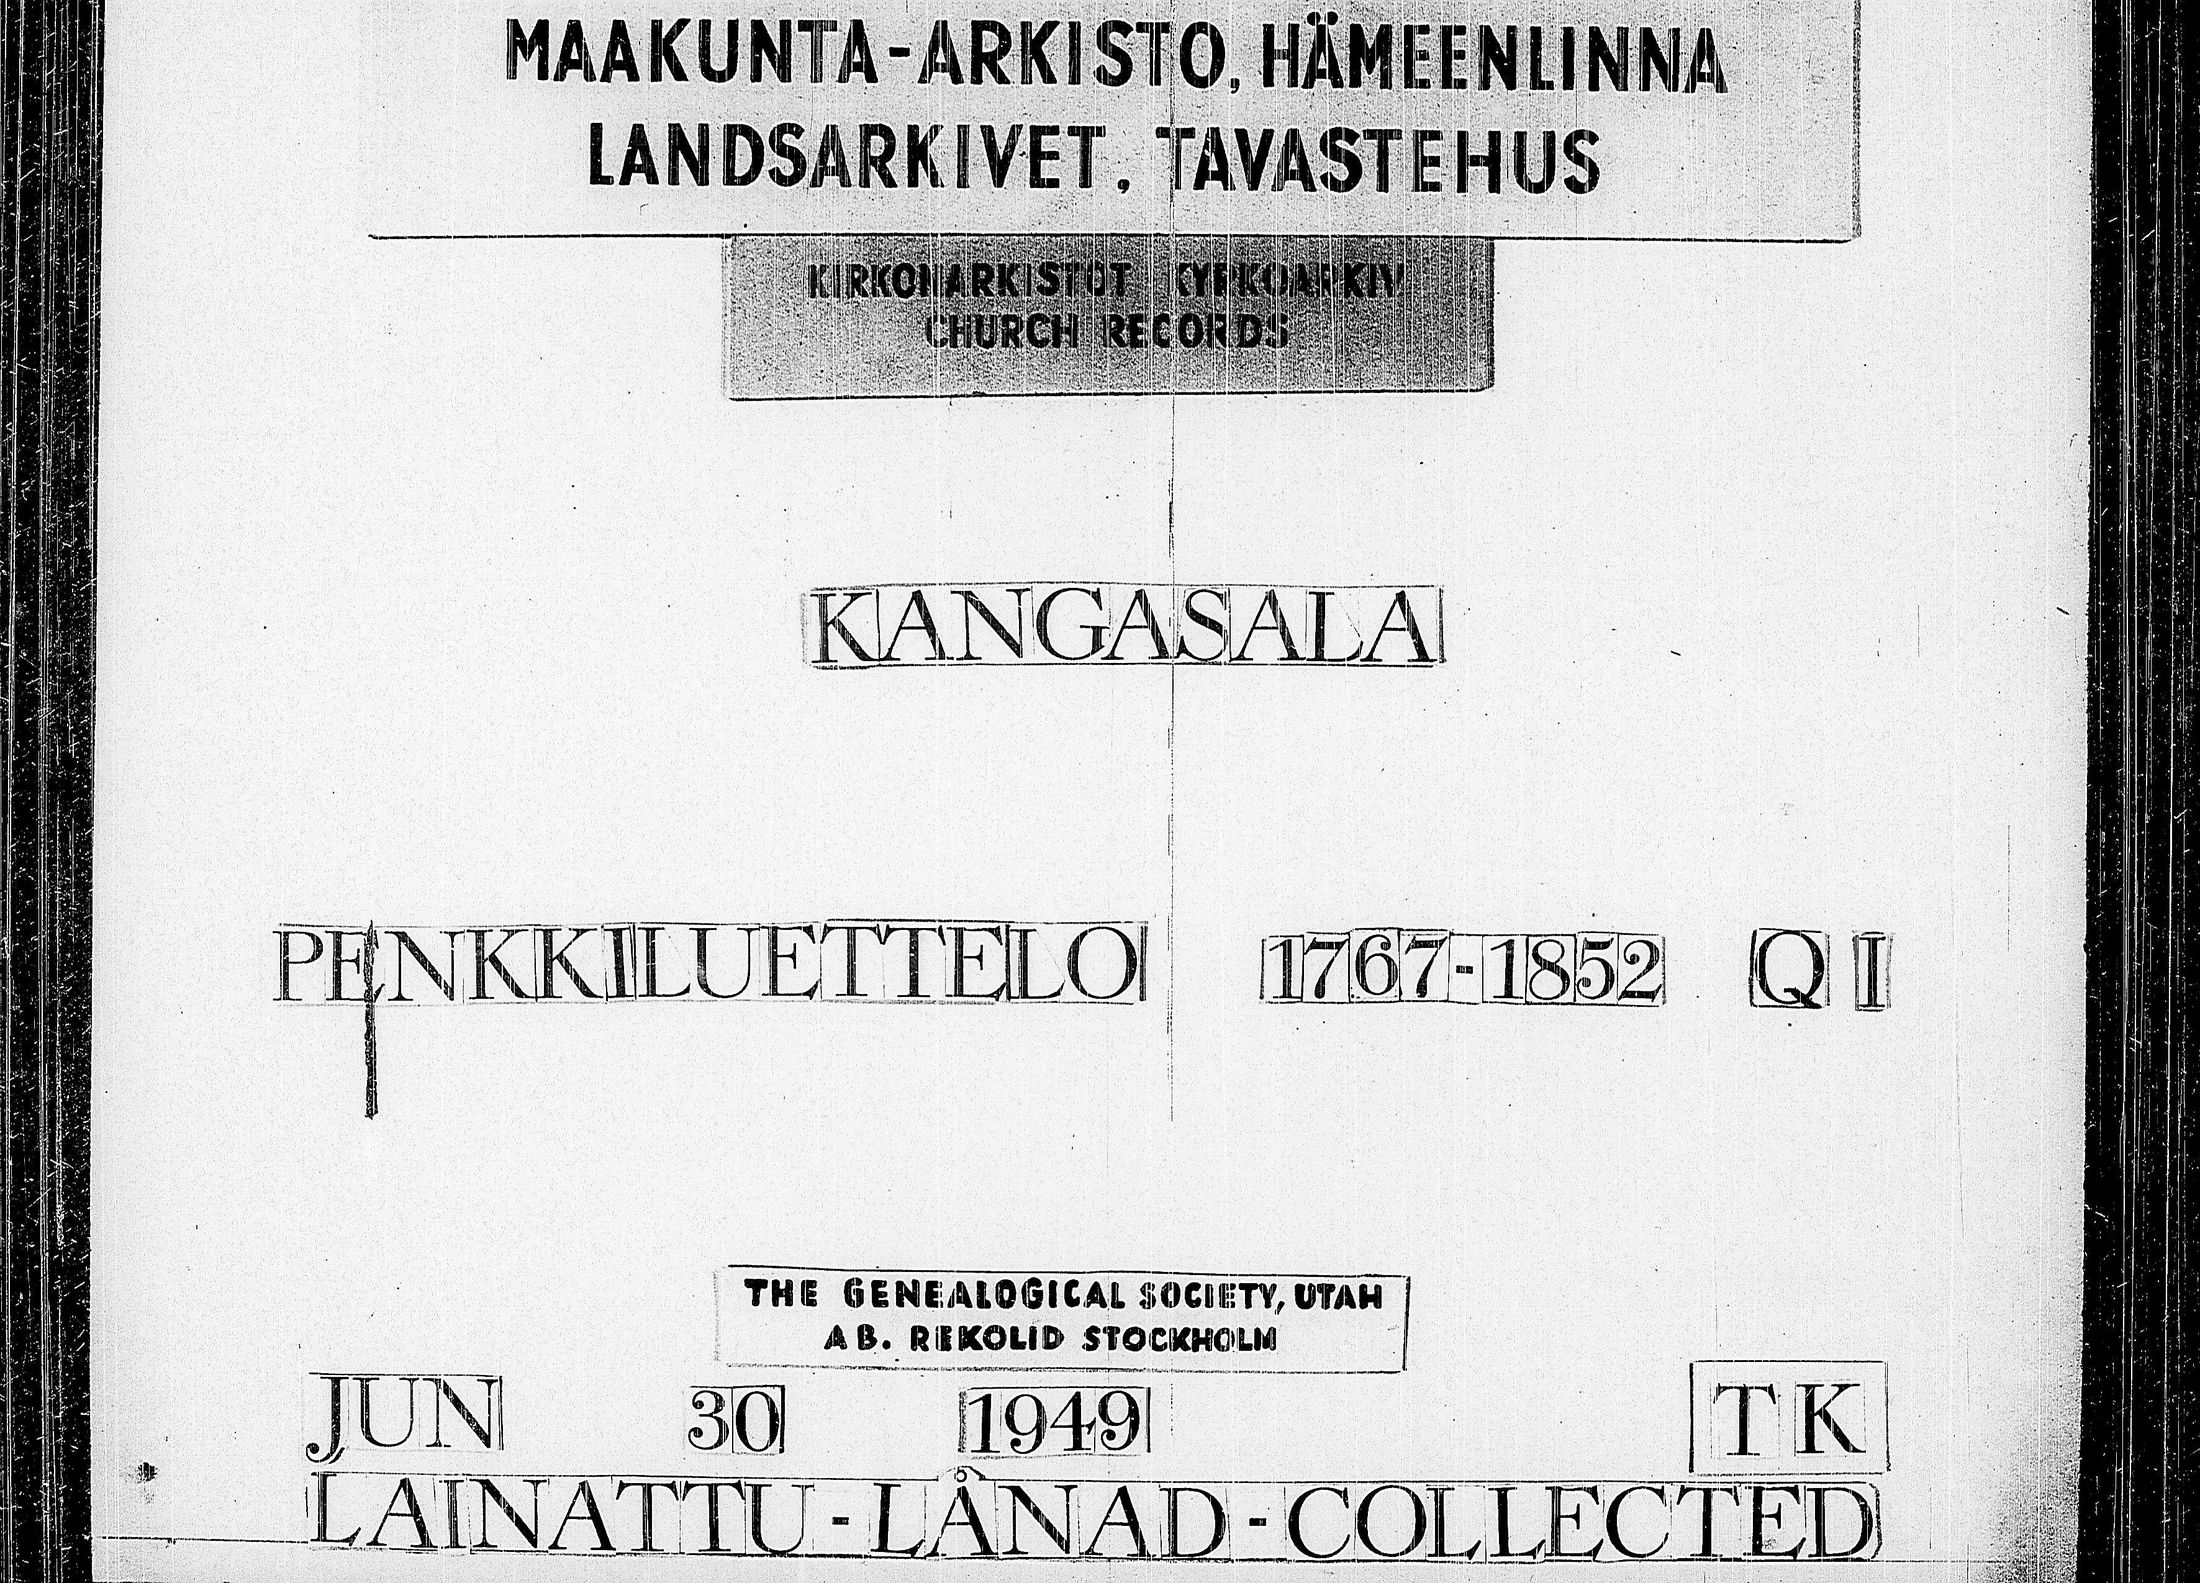 MAAKUNTA-ARKISTO, HÄMEENLINNA
LANDSARKIVET, TAVASTEHUS
KIRKONARKISTOT KYRKOARKIV
CHURCH RECORDS
KANGASALA
PENKKILUETTELO 1767-1852 Q I
THE GENEALOGICAL SOCIETY, UTAH
AB. REKOLID STOCKHOLM
JUN 30 1949 TK
LAINATTU-LÅNAD-COLLECTED